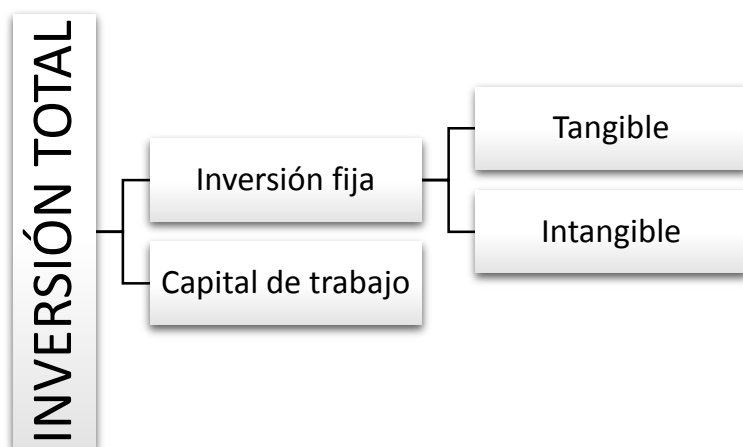 INVERSIÓN TOTAL
Inversión fija
Tangible
Intangible
Capital de trabajo